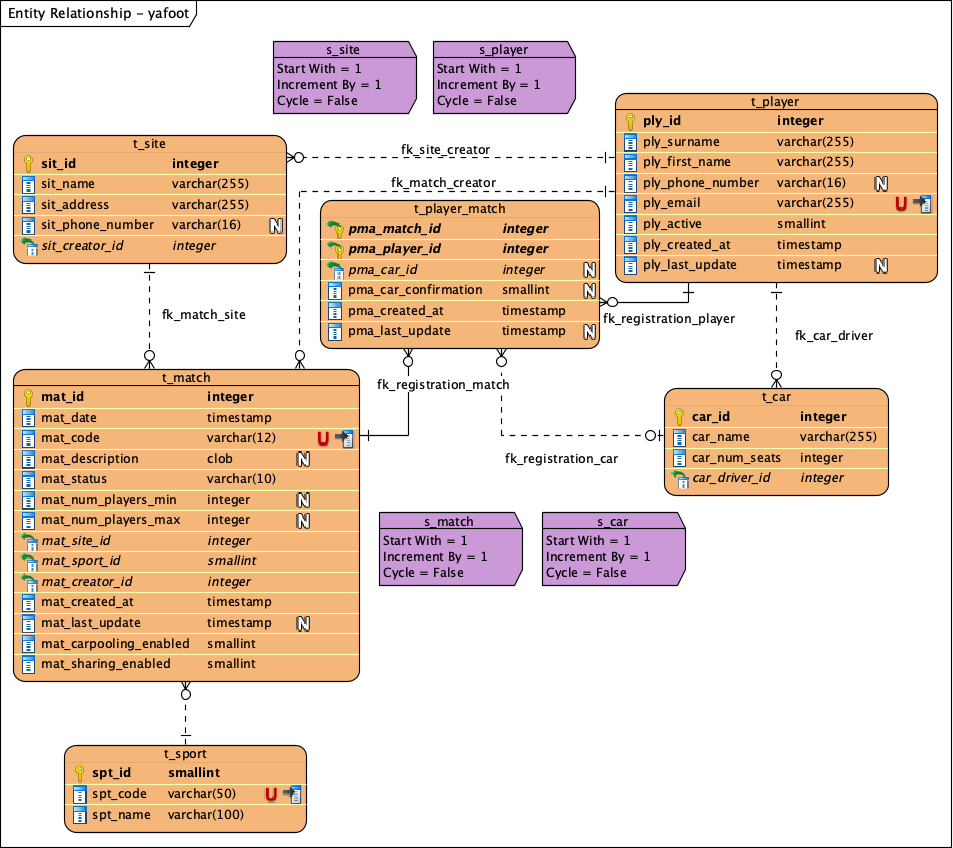 Entity Relationship - yafoot
s_site
Start With = 1
Increment By = 1
Cycle = False
s_player
Start With = 1
Increment By = 1
Cycle = False
t_player
ply_id integer
ply_surname varchar(255)
ply_first_name varchar(255)
ply_phone_number varchar(16) N
ply_email varchar(255) U
ply_active smallint
ply_created_at timestamp
ply_last_update timestamp N
t_site
sit_id integer
sit_name varchar(255)
sit_address varchar(255)
sit_phone_number varchar(16) N
sit_creator_id integer
fk_site_creator
fk_match_creator
t_player_match
pma_match_id integer
pma_player_id integer
pma_car_id integer N
pma_car_confirmation smallint N
pma_created_at timestamp
pma_last_update timestamp N
fk_match_site
fk_registration_player
fk_car_driver
fk_registration_match
fk_registration_car
t_match
mat_id integer
mat_date timestamp
mat_code varchar(12) U
mat_description clob N
mat_status varchar(10)
mat_num_players_min integer N
mat_num_players_max integer N
mat_site_id integer
mat_sport_id smallint
mat_creator_id integer
mat_created_at timestamp
mat_last_update timestamp N
mat_carpooling_enabled smallint
mat_sharing_enabled smallint
t_car
car_id integer
car_name varchar(255)
car_num_seats integer
car_driver_id integer
s_match
Start With = 1
Increment By = 1
Cycle = False
s_car
Start With = 1
Increment By = 1
Cycle = False
t_sport
spt_id smallint
spt_code varchar(50) U
spt_name varchar(100)